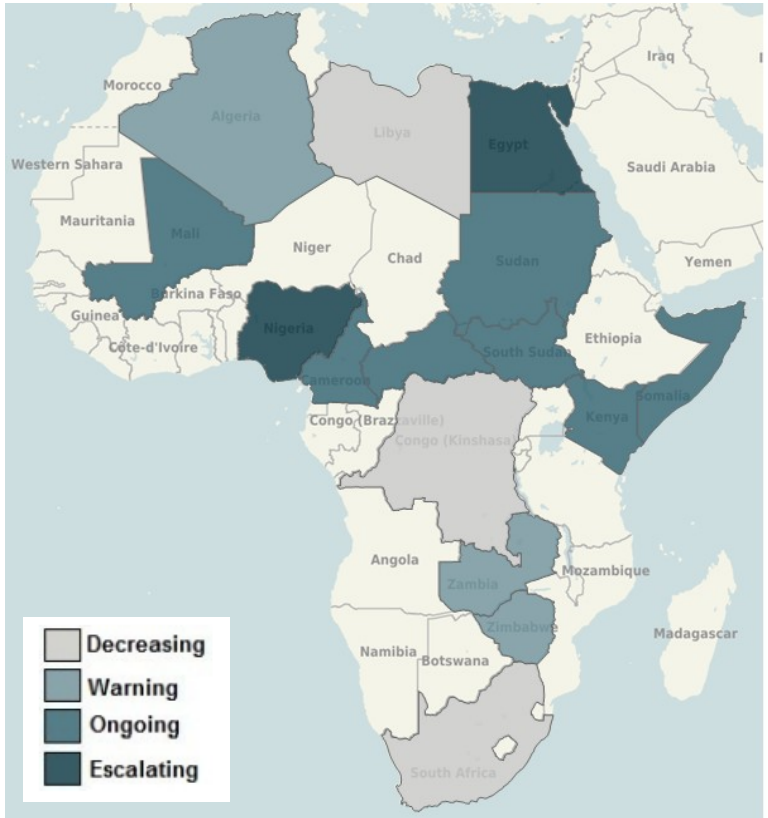 Iraq
Morocco
Algeria
Libya
Egypt
Western Sahara
Saudi Arabia
Mauritania
Mali
Niger
Chad
Sudan
Yemen
Burkina Faso
Guinea
Nigeria
Côte-d'Ivoire
Ethiopia
South Sudan
Cameroon
Somalia
Kenya
Congo (Brazzaville)
Congo (Kinshasa)
Angola
Mozambique
Zambia
Zimbabwe
Madagascar
Namibia
Botswana
South Africa
Decreasing
Warning
Ongoing
Escalating